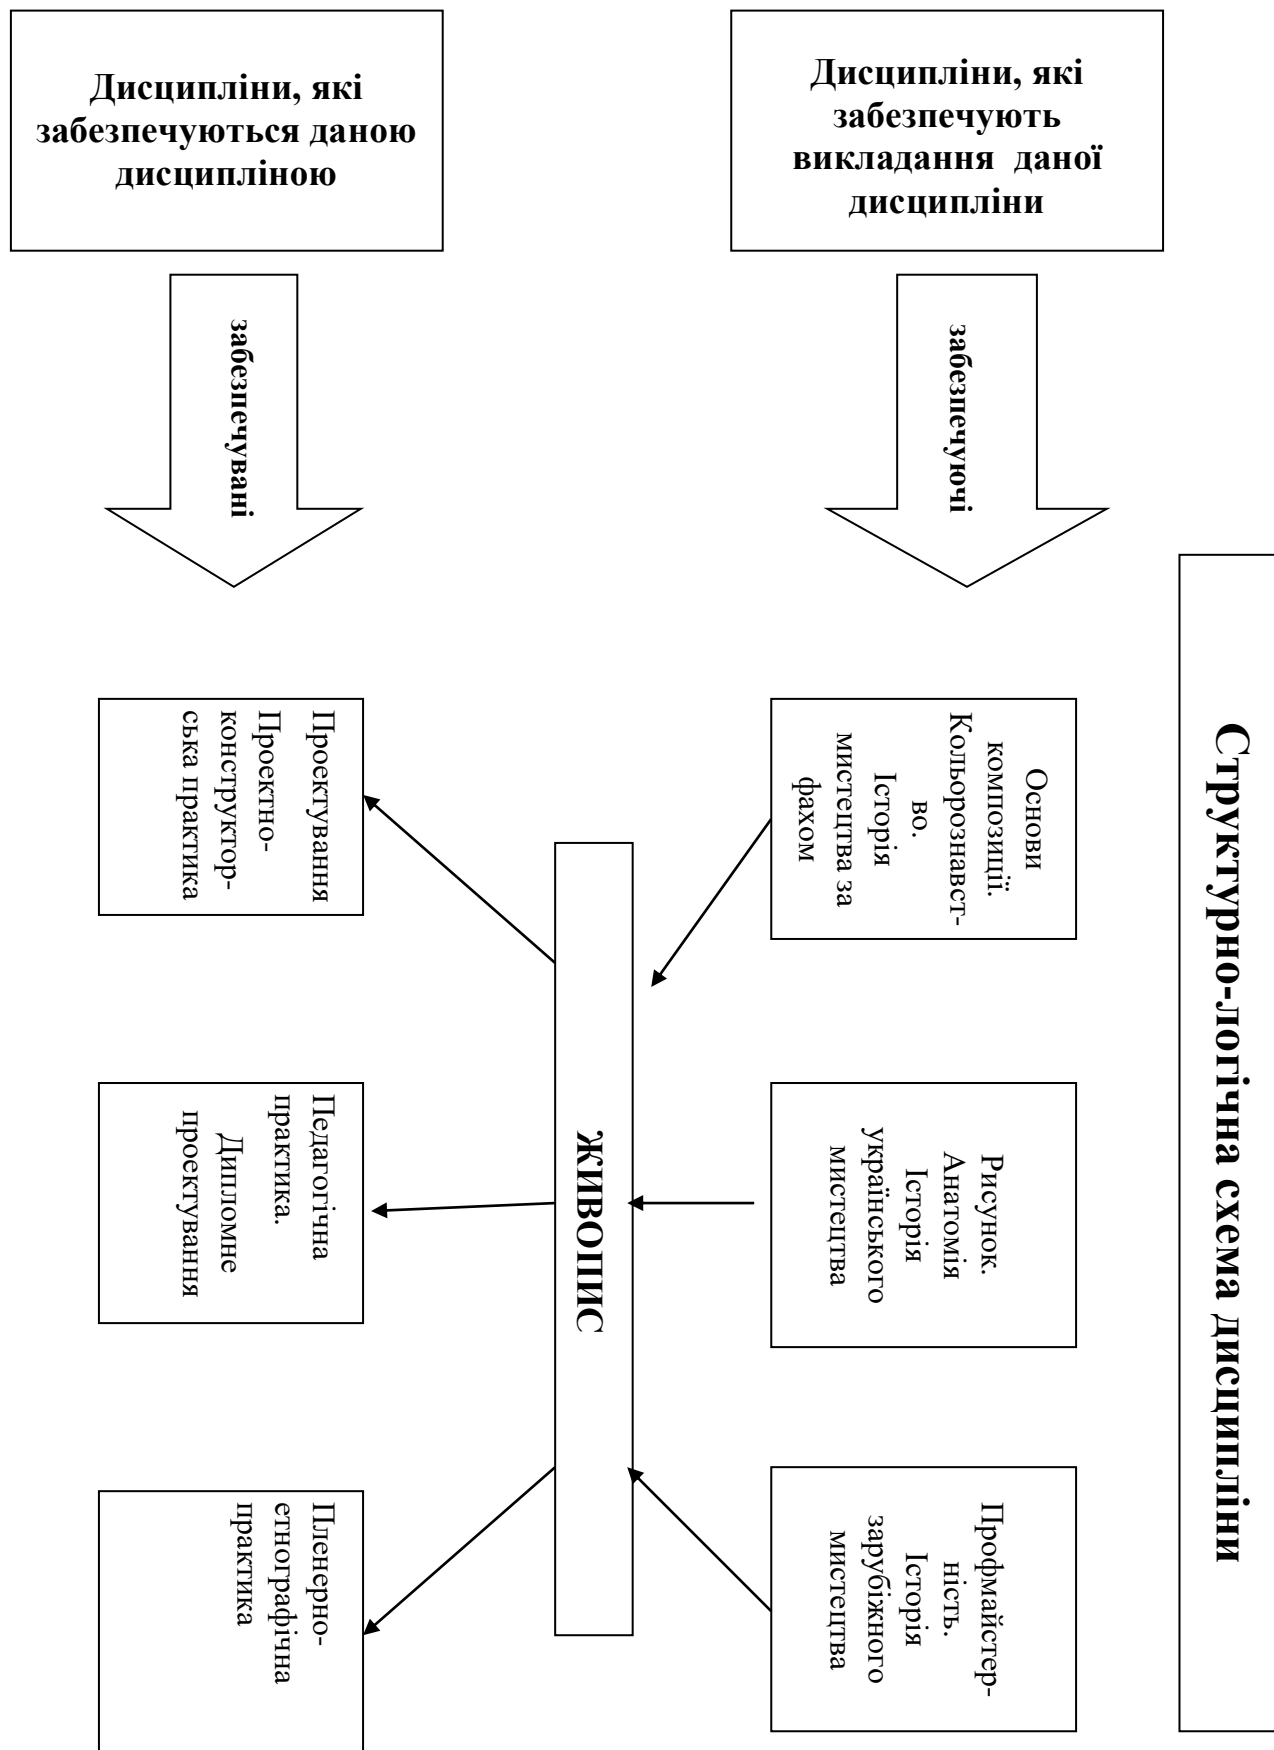 Структурно-логічна схема дисципліни
Дисципліни, які
забезпечують
викладання даної
дисципліни
забезпечуючі
Основи
композиції.
Кольорознавст-
во.
Історія
мистецтва за
фахом
Рисунок.
Анатомія
Історія
українського
мистецтва
Профмайстер-
ність.
Історія
зарубіжного
мистецтва
ЖИВОПИС
Дисципліни, які
забезпечуються даною
дисципліною
забезпечувані
Проектування
Проектно-
конструктор-
ська практика
Педагогічна
практика.
Дипломне
проектування
Пленерно-
етнографічна
практика